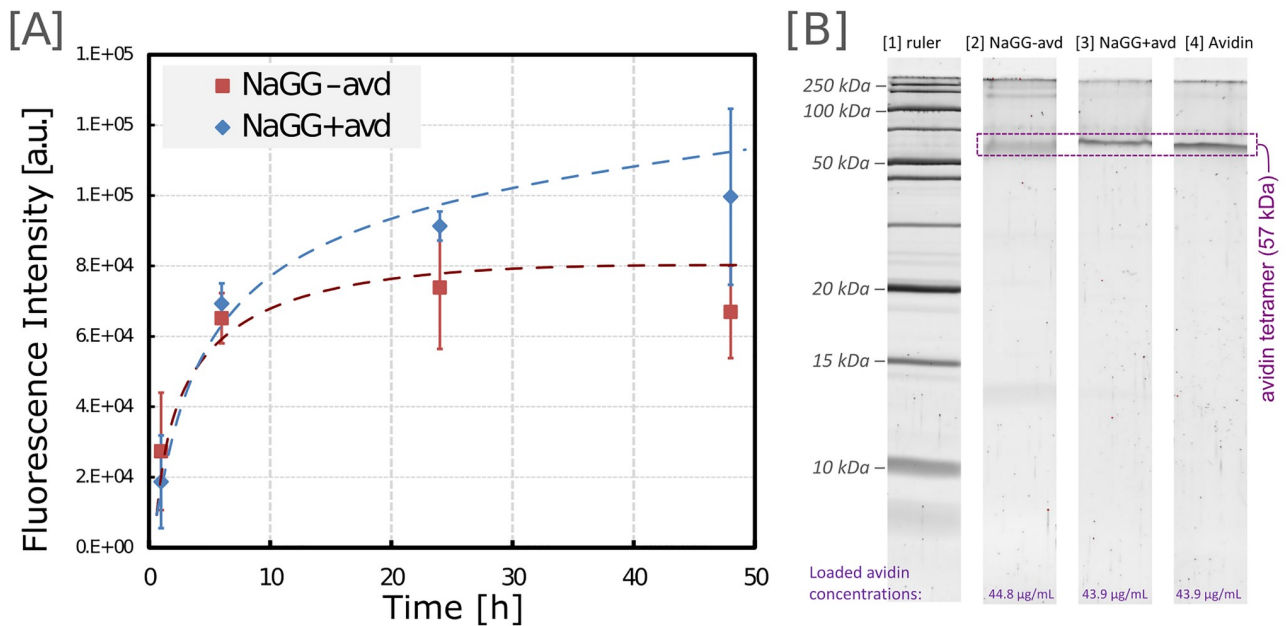 [A]
Fluorescence Intensity [a.u.]
1.E+05
1.E+05
1.E+05
8.E+04
6.E+04
4.E+04
2.E+04
0.E+00
NaGG–avd
NaGG+avd
0 10 20 30 40 50
Time [h]
[B]
[1] ruler [2] NaGG-avd [3] NaGG+avd [4] Avidin
250 kDa
100 kDa
50 kDa
20 kDa
15 kDa
10 kDa
avidin tetramer (57 kDa)
Loaded avidin
concentrations: 44.8 µg/mL 43.9 µg/mL 43.9 µg/mL